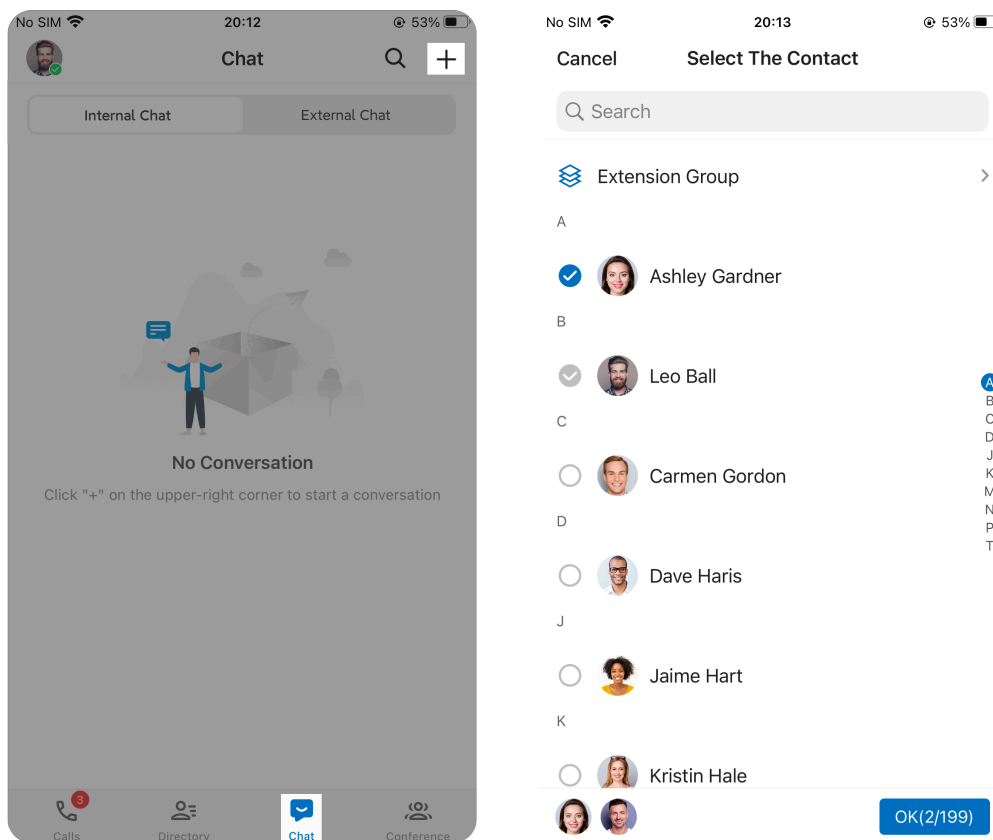 No SIM 20:12 53%
Chat
Internal Chat External Chat
No Conversation
Click "+" on the upper-right corner to start a conversation
3
Calls Directory Chat Conference
No SIM 20:13 53%
Cancel Select The Contact
Search
Extension Group
A
Ashley Gardner
B
Leo Ball
C
Carmen Gordon
D
Dave Haris
J
Jaime Hart
K
Kristin Hale
A
B
C
D
J
K
M
N
P
T
OK(2/199)